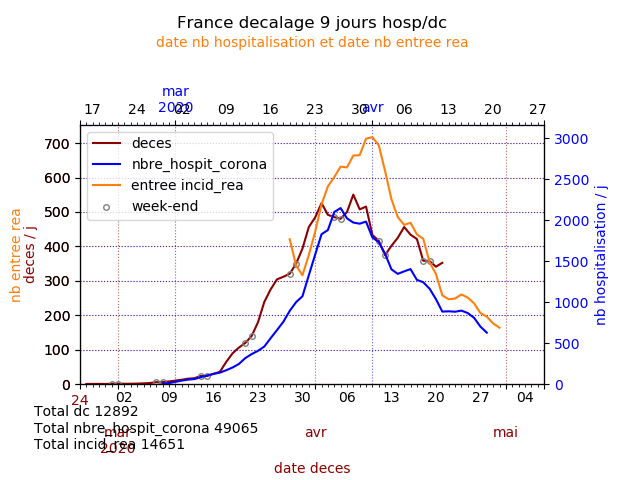 France decalage 9 jours hosp/dc
date nb hospitalisation et date nb entree rea
mar
2020
avr
17 24 02 09 16 23 30 06 13 20 27
deces
nbre_hospit_corona
entree incid_rea
week-end
700
600
500
400
300
200
100
0
nb entree rea
deces / j
3000
2500
2000
1500
1000
500
0
nb hospitalisation / j
24 02 09 16 23 30 06 13 20 27 04
Total dc 12892
Total nbre_hospit_corona 49065
Total incid_rea 14651
mar
2020
avr
mai
date deces